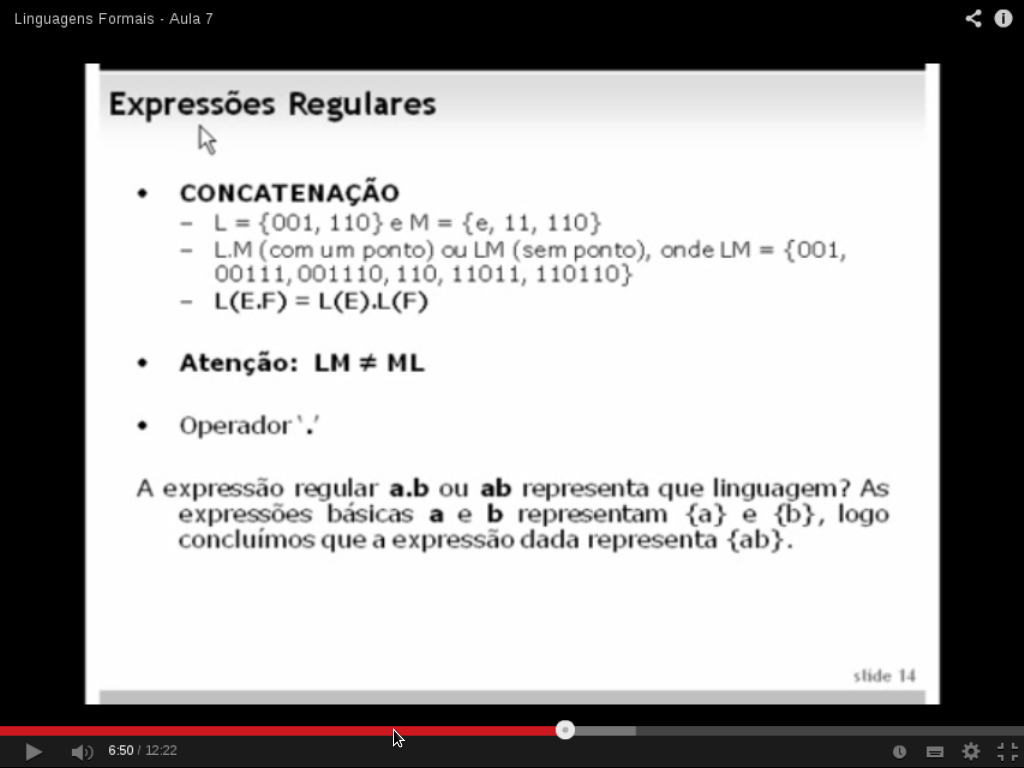 Linguagens Formais - Aula 7
Expressões Regulares
• CONCATENAÇÃO
– L = {001, 110} e M = {e, 11, 110}
– L.M (com um ponto) ou LM (sem ponto), onde LM = {001,
00111, 001110, 110, 11011, 110110}
– L(E.F) = L(E).L(F)
• Atenção: LM ≠ ML
• Operador ‘.’
A expressão regular a.b ou ab representa que linguagem? As
expressões básicas a e b representam {a} e {b}, logo
concluímos que a expressão dada representa {ab}.
slide 14
6:50 / 12:22